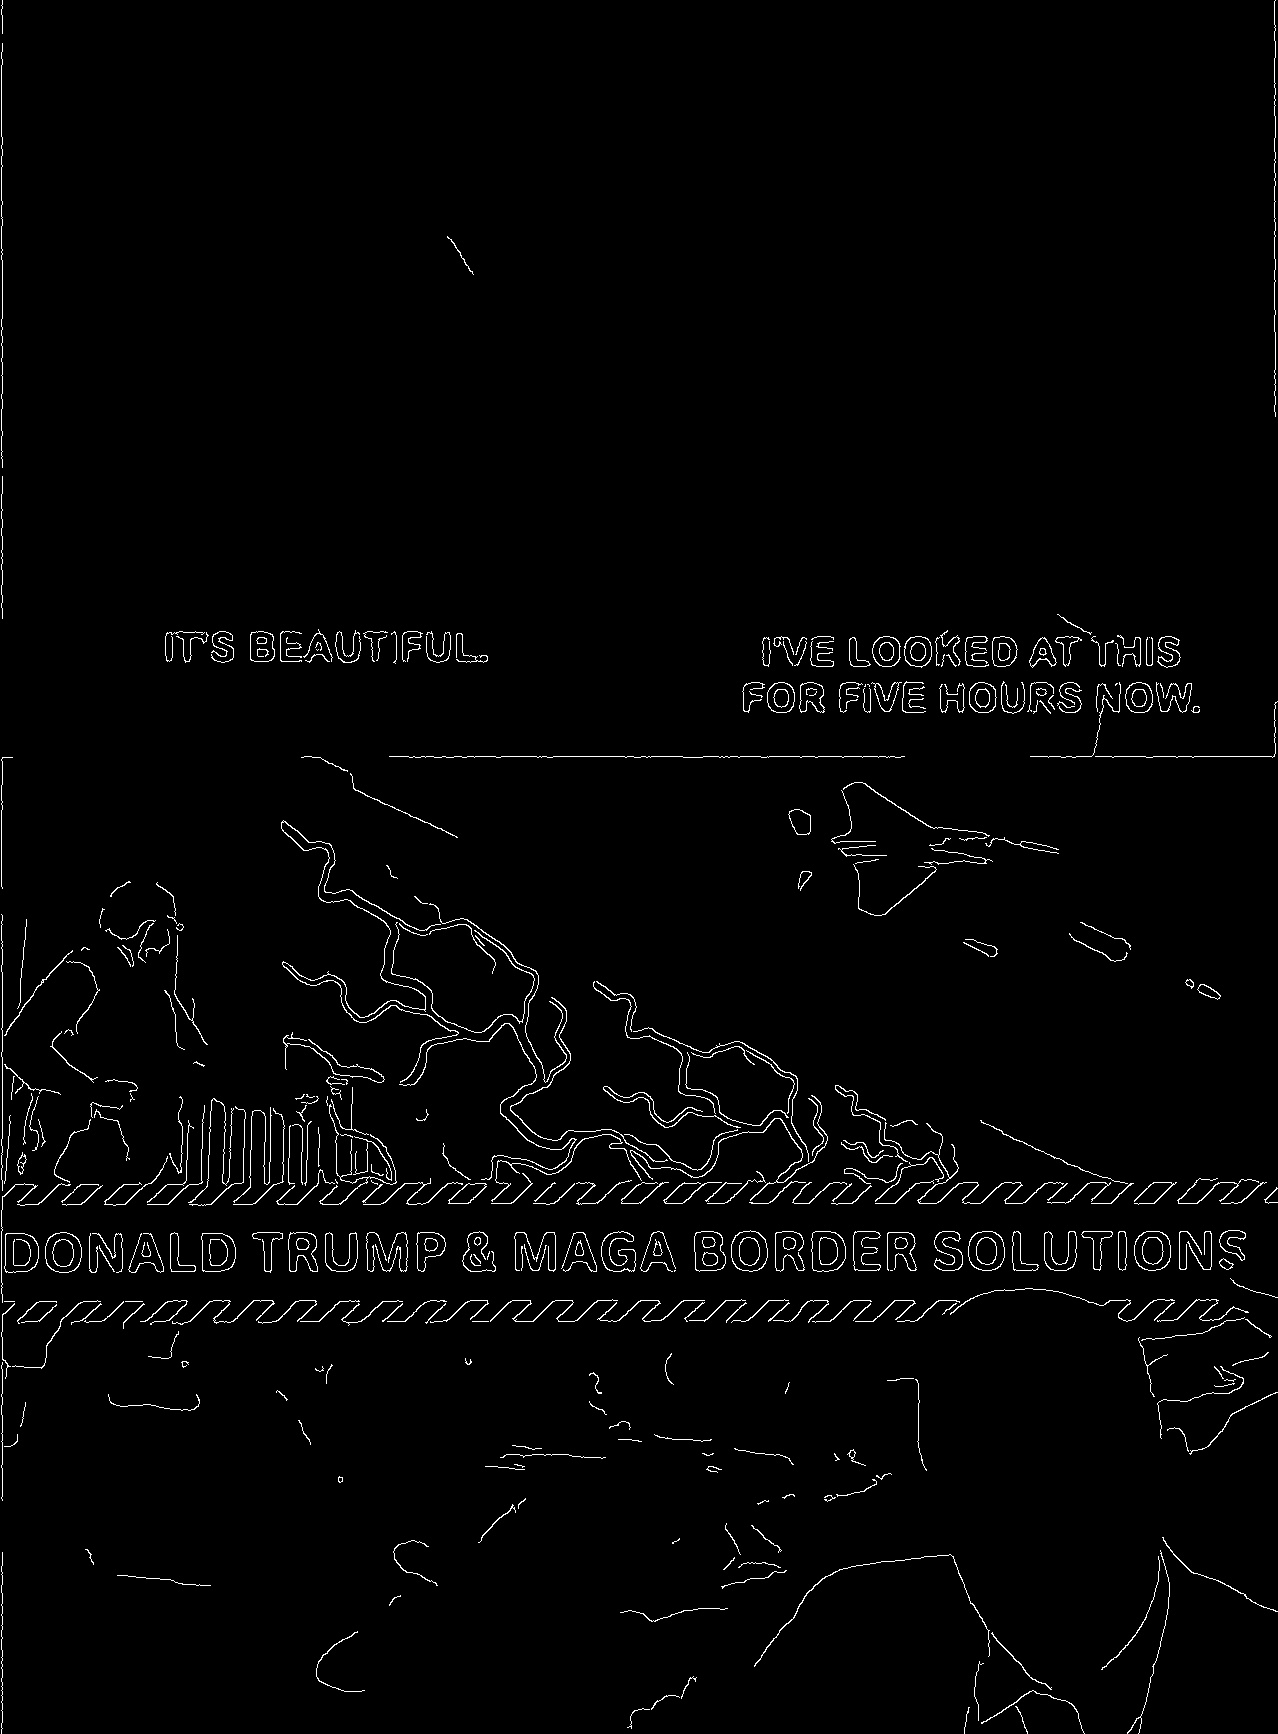 IT'S BEAUTIFUL.
I'VE LOOKED AT THIS
FOR FIVE HOURS NOW.
DONALD TRUMP & MAGA BORDER SOLUTIONS